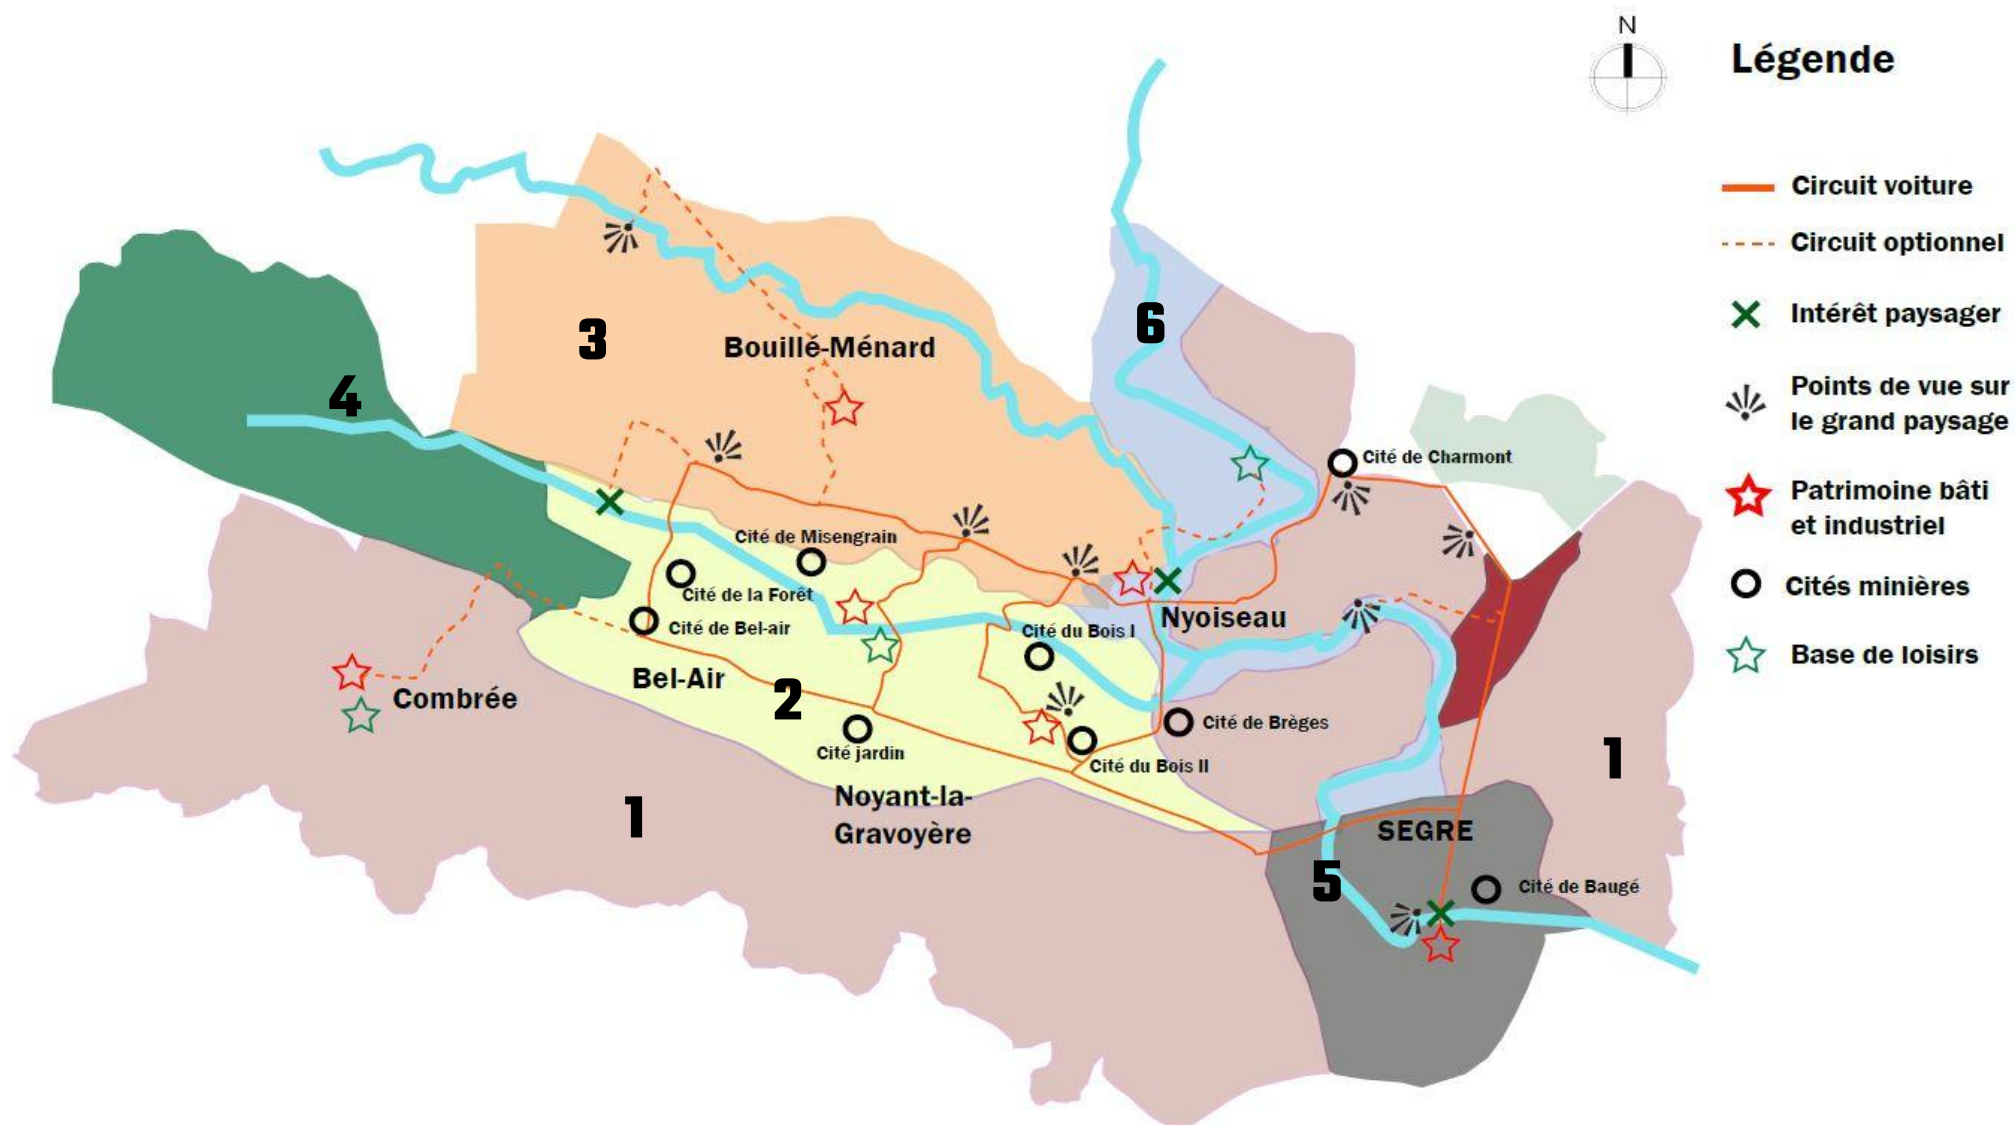 N
Légende
Circuit voiture
Circuit optionnel
Intérêt paysager
Points de vue sur
le grand paysage
Patrimoine bâti
et industriel
Cités minières
Base de loisirs
6
3
Bouillé-Ménard
4
Cité de Charmont
Cité de Misengrain
Cité de la Forêt
Cité de Bel-air
Nyoiseau
Cité du Bois I
Bel-Air
2
Combrée
Cité de Brèges
Cité jardin
Cité du Bois II
1
Noyant-la-
Gravoyère
1
SEGRE
5
Cité de Baugé